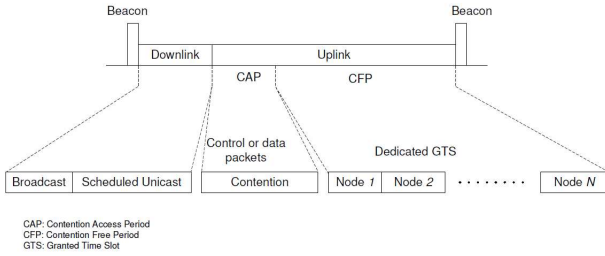 Beacon Beacon
Downlink Uplink
CAP CFP
Control or data
packets
Dedicated GTS
Broadcast Scheduled Unicast Contention Node 1 Node 2 ········ Node N
CAP: Contention Access Period
CFP: Contention Free Period
GTS: Granted Time Slot